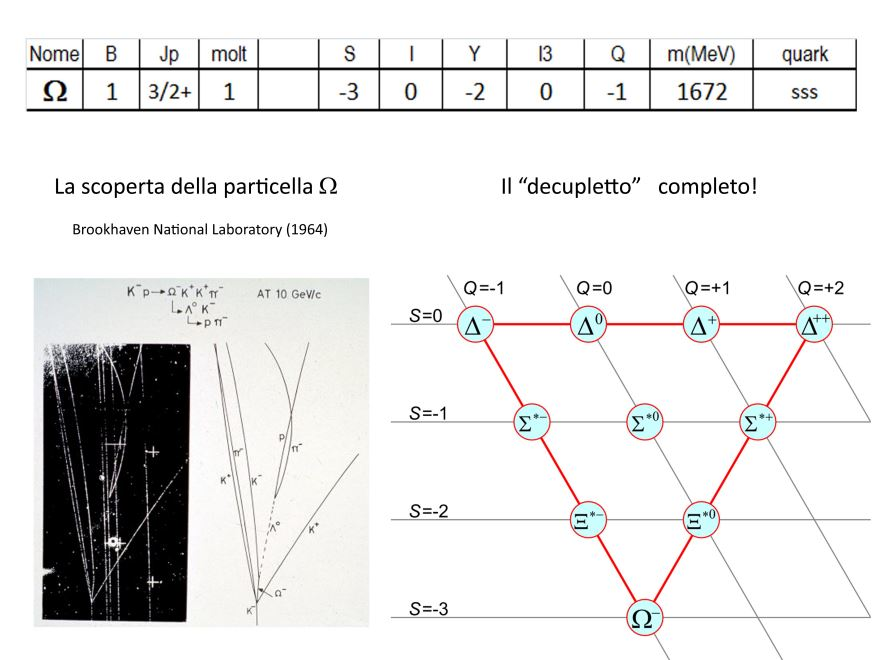 Nome B Jp molt S I Y I3 Q m(MeV) quark
Ω 1 3/2+ 1 -3 0 -2 0 -1 1672 sss
La scoperta della particella Ω
Il “decupletto” completo!
Brookhaven National Laboratory (1964)
K⁻p→Ω⁻K⁺K⁺π⁻ AT 10 GeV/c
↳Λ⁰ K⁻
↳p π⁻
p
π⁻
π⁻
K⁺
K⁻
Λ⁰
K⁺
Ω⁻
K⁻
Q=-1 Q=0 Q=+1 Q=+2
S=0 Δ⁻ Δ⁰ Δ⁺ Δ⁺⁺
S=-1 Σ*⁻ Σ*⁰ Σ*⁺
S=-2 Ξ*⁻ Ξ*⁰
S=-3 Ω⁻